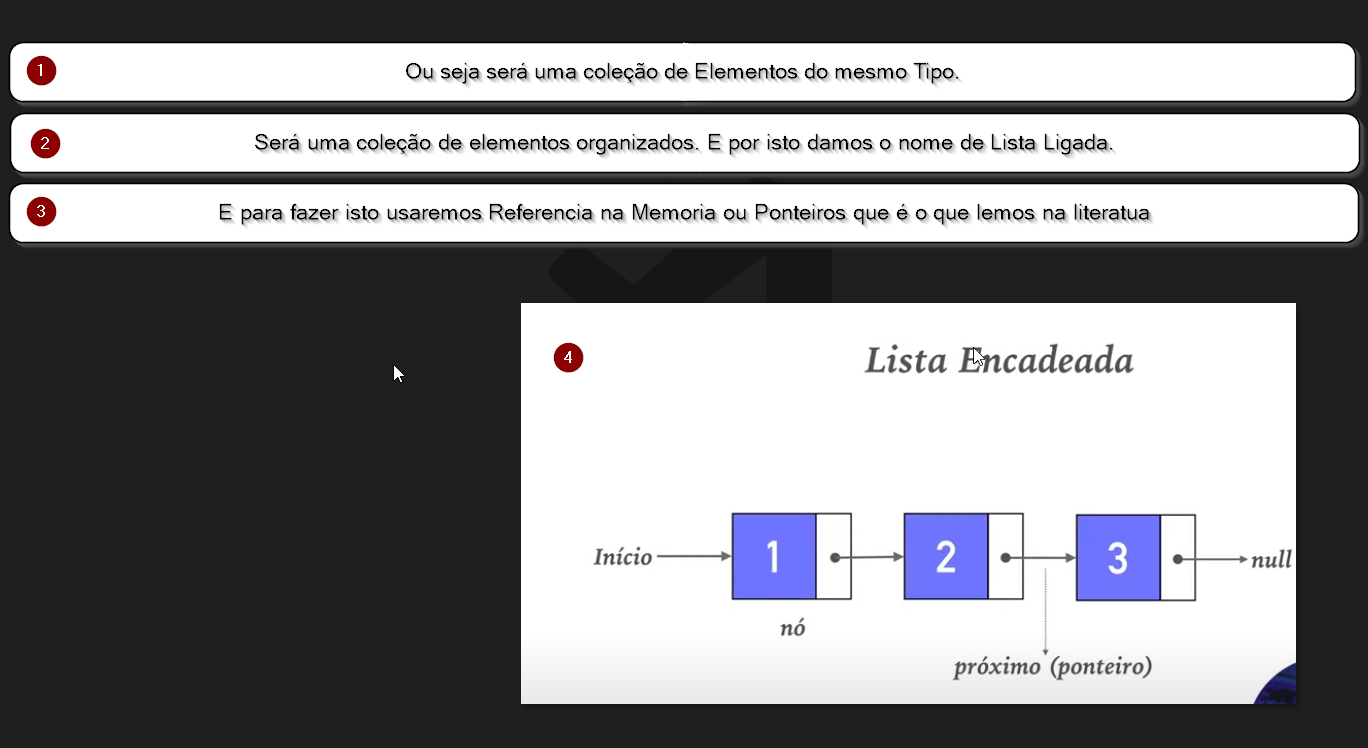 1 Ou seja será uma coleção de Elementos do mesmo Tipo.
2 Será uma coleção de elementos organizados. E por isto damos o nome de Lista Ligada.
3 E para fazer isto usaremos Referencia na Memoria ou Ponteiros que é o que lemos na literatua
4 Lista Encadeada
Início 1 2 3 null
nó
próximo (ponteiro)